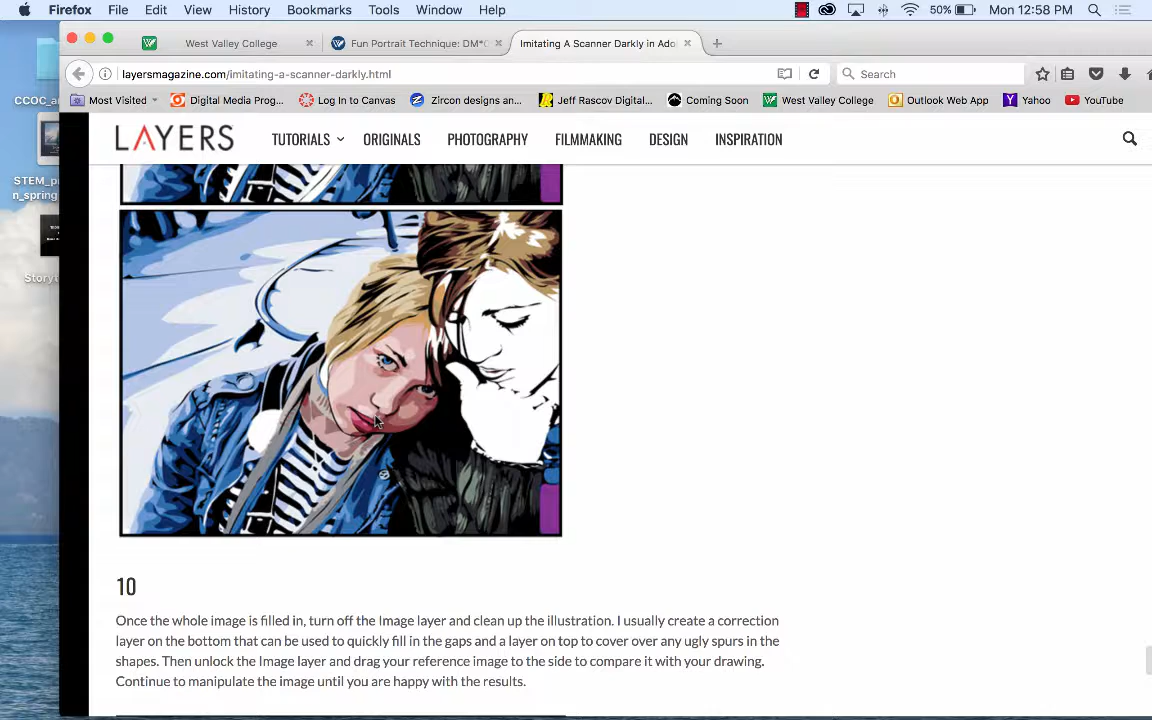 Firefox File Edit View History Bookmarks Tools Window Help 50% Mon 12:58 PM
West Valley College Fun Portrait Technique: DM*C Imitating A Scanner Darkly in Ado
layersmagazine.com/imitating-a-scanner-darkly.html Search
Most Visited Digital Media Prog... Log In to Canvas Zircon designs an... Jeff Rascov Digital... Coming Soon West Valley College Outlook Web App Yahoo YouTube
CCOC_a
LAYERS TUTORIALS ORIGINALS PHOTOGRAPHY FILMMAKING DESIGN INSPIRATION
STEM_p
n_spring
Story
10
Once the whole image is filled in, turn off the Image layer and clean up the illustration. I usually create a correction
layer on the bottom that can be used to quickly fill in the gaps and a layer on top to cover over any ugly spurs in the
shapes. Then unlock the Image layer and drag your reference image to the side to compare it with your drawing.
Continue to manipulate the image until you are happy with the results.